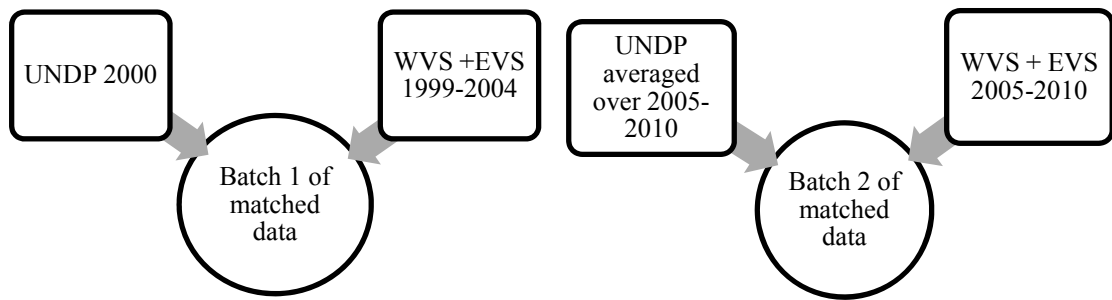 UNDP 2000
WVS +EVS
1999-2004
Batch 1 of
matched
data
UNDP
averaged
over 2005-
2010
WVS + EVS
2005-2010
Batch 2 of
matched
data